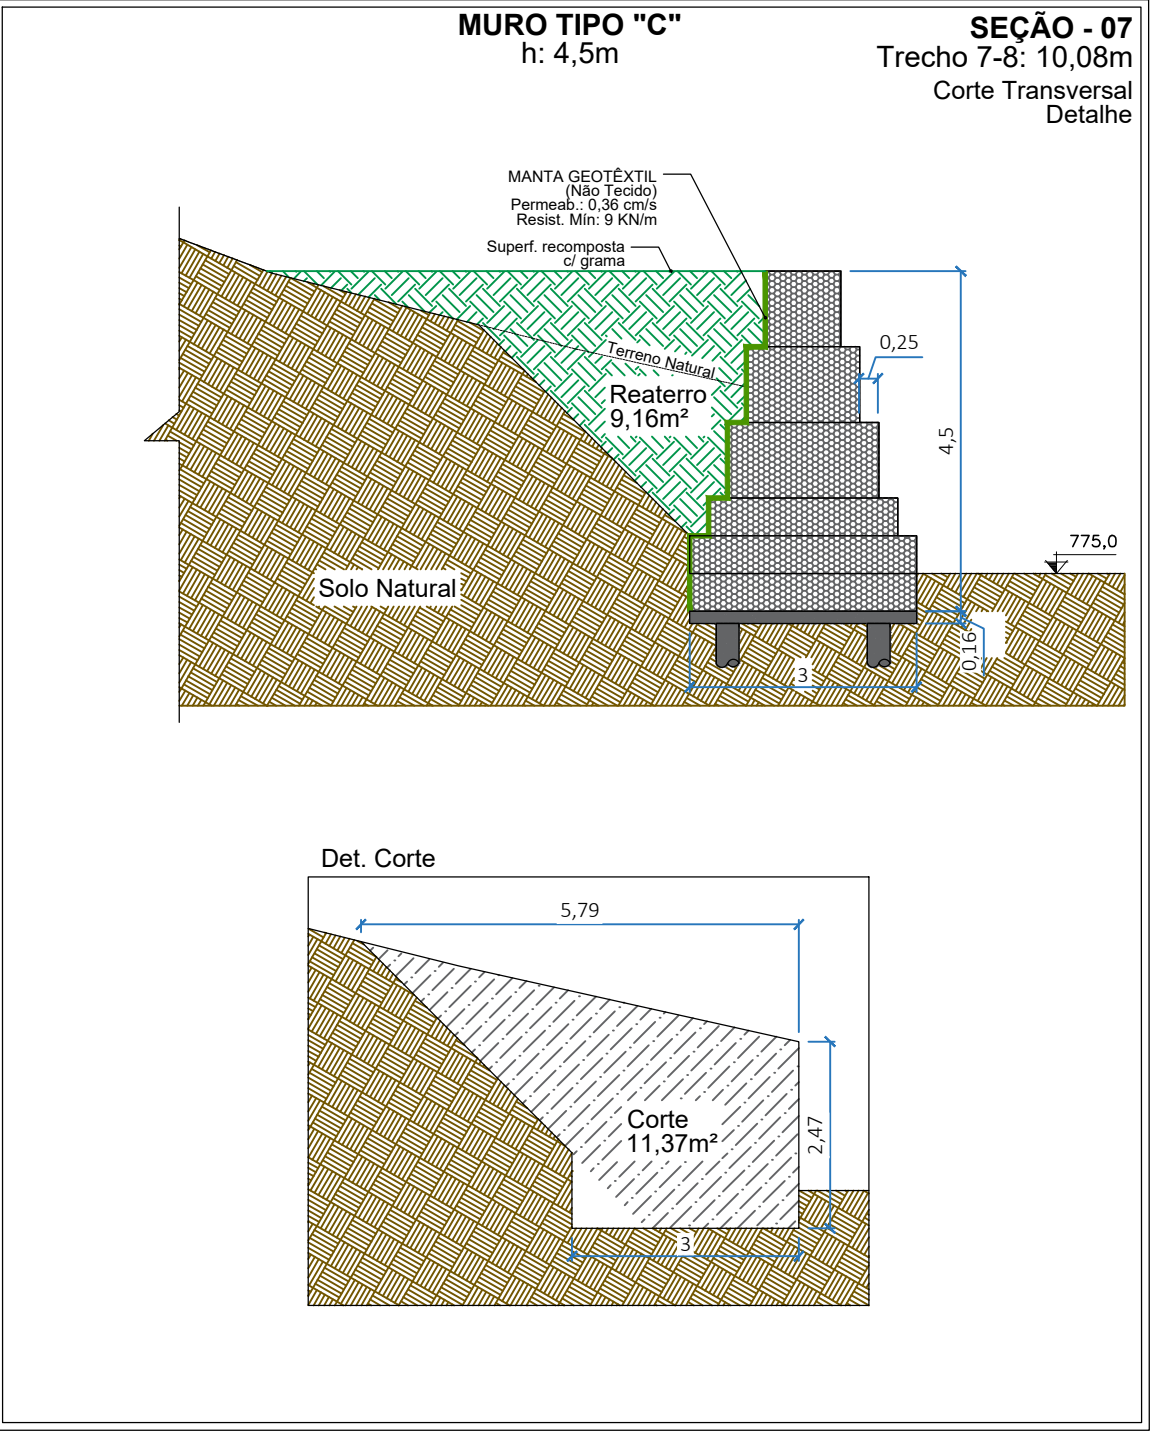 MURO TIPO "C"
h: 4,5m
SEÇÃO - 07
Trecho 7-8: 10,08m
Corte Transversal
Detalhe
MANTA GEOTÊXTIL
(Não Tecido)
Permeab.: 0,36 cm/s
Resist. Mín: 9 KN/m
Superf. recomposta
c/ grama
Terreno Natural
0,25
Reaterro
9,16m²
4,5
775,0
Solo Natural
0,16
3
Det. Corte
5,79
Corte
11,37m²
2,47
3